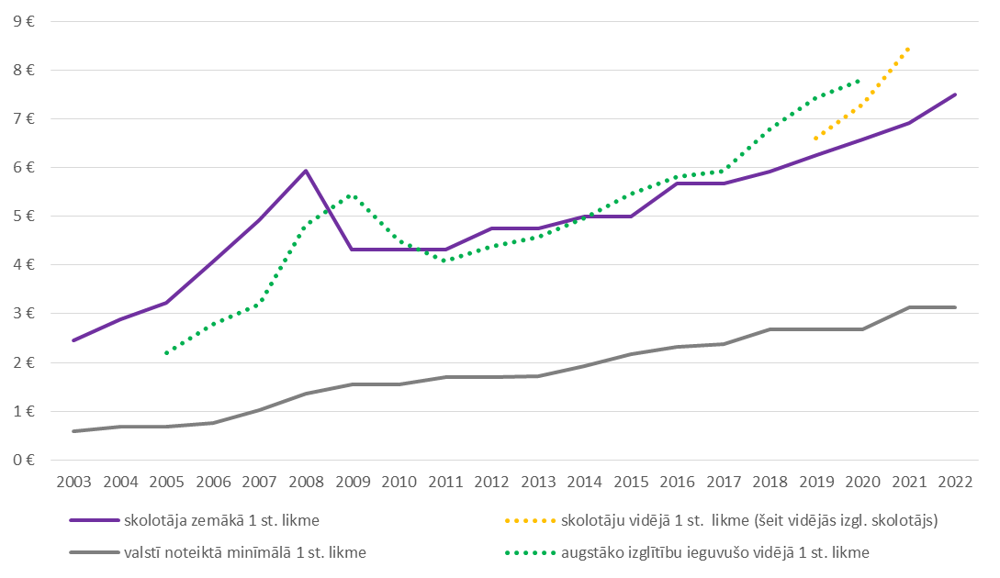 9 €
8 €
7 €
6 €
5 €
4 €
3 €
2 €
1 €
0 €
2003 2004 2005 2006 2007 2008 2009 2010 2011 2012 2013 2014 2015 2016 2017 2018 2019 2020 2021 2022
skolotāja zemākā 1 st. likme
skolotāju vidējā 1 st. likme (šeit vidējās izgl. skolotājs)
valstī noteiktā minīmālā 1 st. likme
augstāko izglītību ieguvušo vidējā 1 st. likme